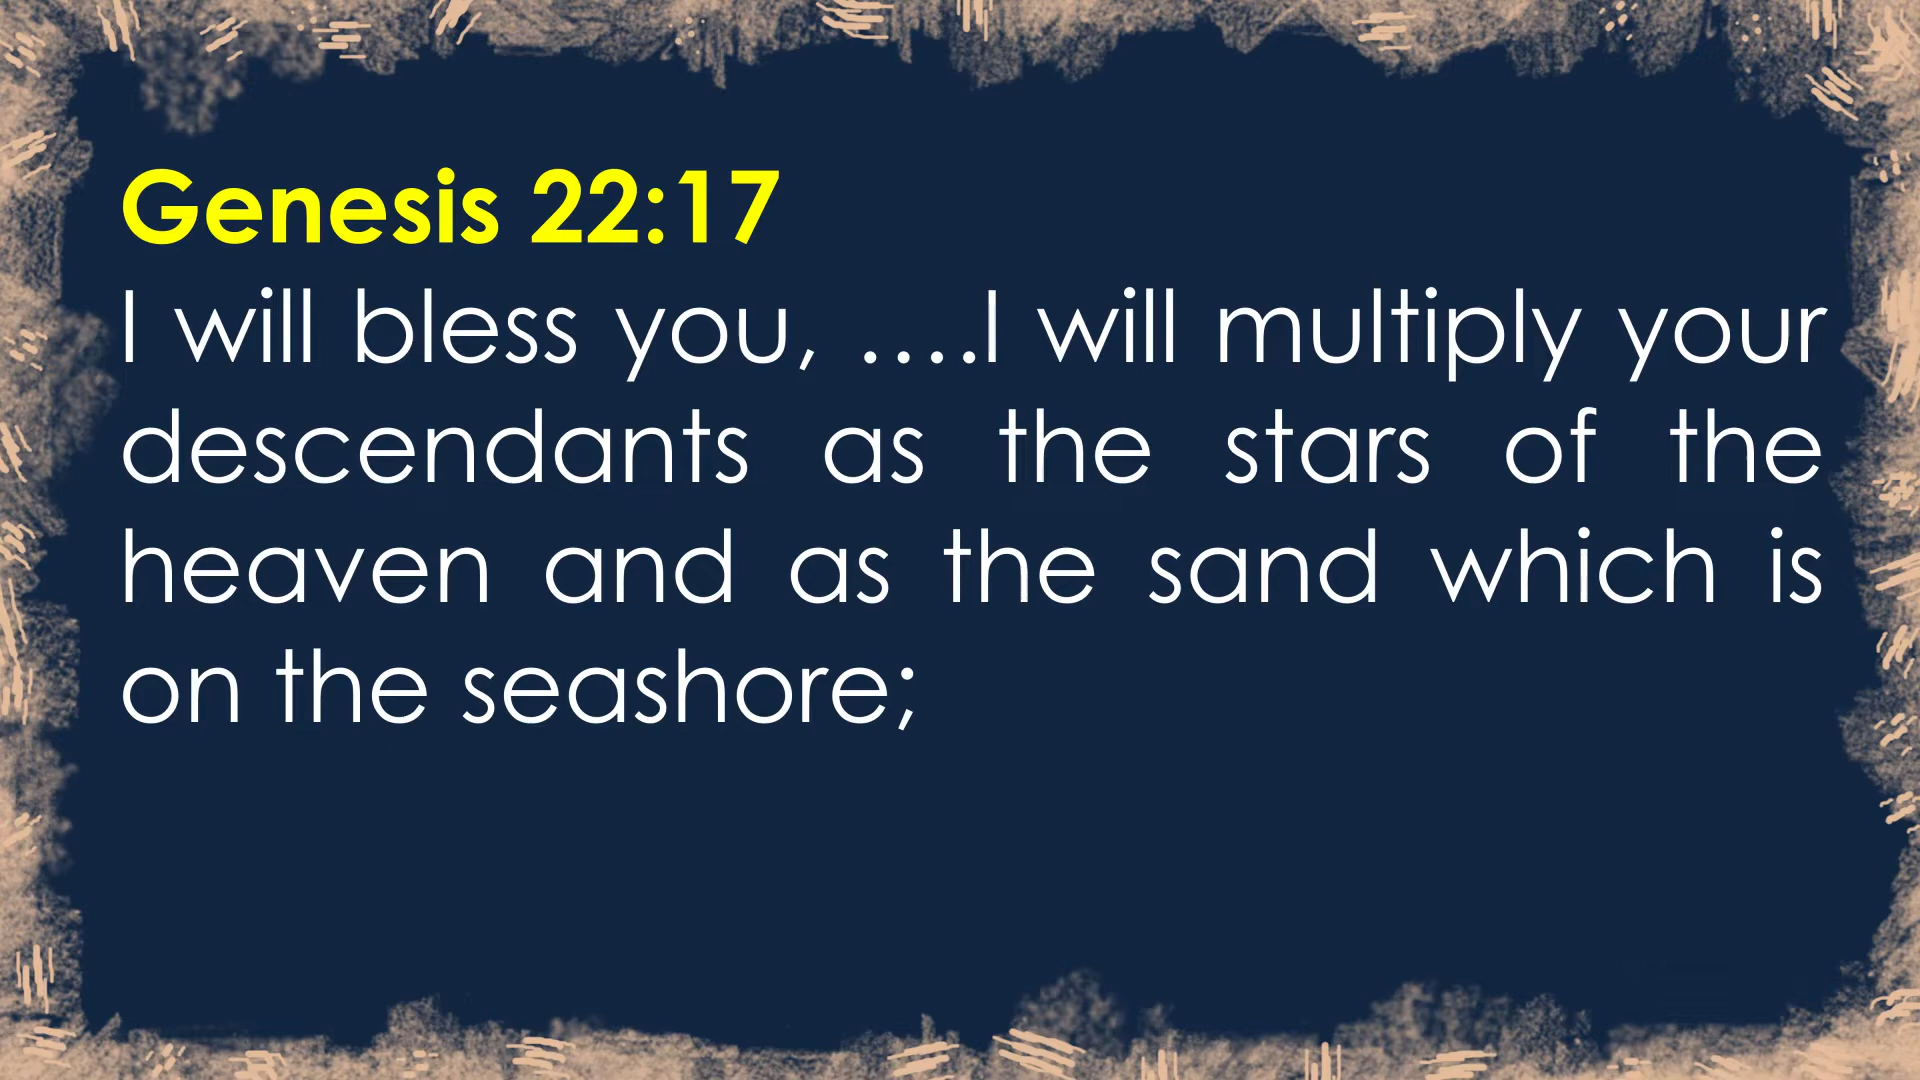 Genesis 22:17
I will bless you, ….I will multiply your
descendants as the stars of the
heaven and as the sand which is
on the seashore;